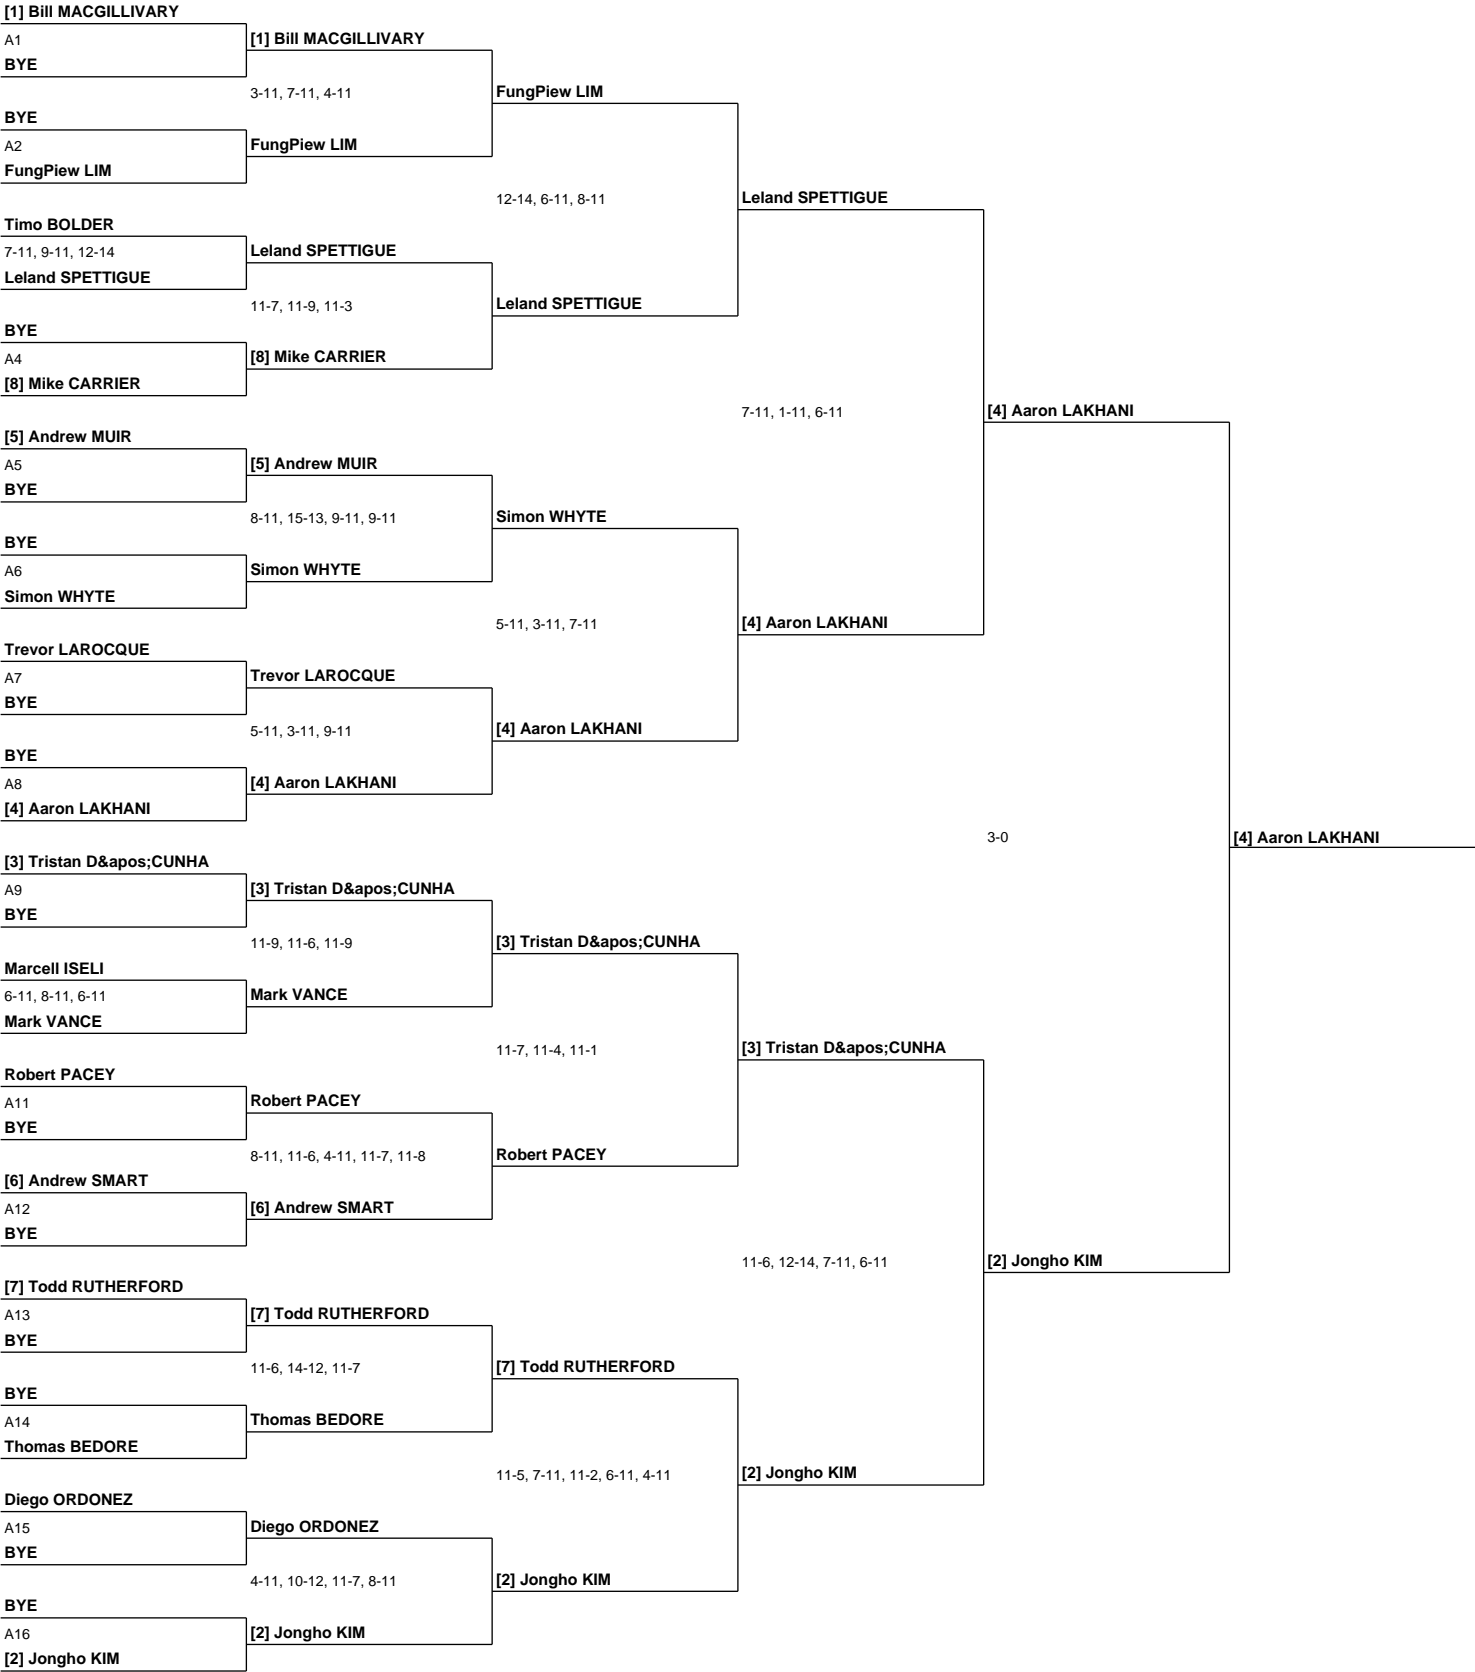 [1] Bill MACGILLIVARY
A1
BYE
BYE
A2
FungPiew LIM
Timo BOLDER
7-11, 9-11, 12-14
Leland SPETTIGUE
BYE
A4
[8] Mike CARRIER
[5] Andrew MUIR
A5
BYE
BYE
A6
Simon WHYTE
Trevor LAROCQUE
A7
BYE
BYE
A8
[4] Aaron LAKHANI
[3] Tristan D&apos;CUNHA
A9
BYE
Marcell ISELI
6-11, 8-11, 6-11
Mark VANCE
Robert PACEY
A11
BYE
[6] Andrew SMART
A12
BYE
[7] Todd RUTHERFORD
A13
BYE
BYE
A14
Thomas BEDORE
Diego ORDONEZ
A15
BYE
BYE
A16
[2] Jongho KIM
[1] Bill MACGILLIVARY
3-11, 7-11, 4-11
FungPiew LIM
Leland SPETTIGUE
11-7, 11-9, 11-3
[8] Mike CARRIER
[5] Andrew MUIR
8-11, 15-13, 9-11, 9-11
Simon WHYTE
Trevor LAROCQUE
5-11, 3-11, 9-11
[4] Aaron LAKHANI
[3] Tristan D&apos;CUNHA
11-9, 11-6, 11-9
Mark VANCE
Robert PACEY
8-11, 11-6, 4-11, 11-7, 11-8
[6] Andrew SMART
[7] Todd RUTHERFORD
11-6, 14-12, 11-7
Thomas BEDORE
Diego ORDONEZ
4-11, 10-12, 11-7, 8-11
[2] Jongho KIM
FungPiew LIM
12-14, 6-11, 8-11
Leland SPETTIGUE
Simon WHYTE
5-11, 3-11, 7-11
[4] Aaron LAKHANI
[3] Tristan D&apos;CUNHA
11-7, 11-4, 11-1
Robert PACEY
[7] Todd RUTHERFORD
11-5, 7-11, 11-2, 6-11, 4-11
[2] Jongho KIM
Leland SPETTIGUE
7-11, 1-11, 6-11
[4] Aaron LAKHANI
[3] Tristan D&apos;CUNHA
11-6, 12-14, 7-11, 6-11
[2] Jongho KIM
[4] Aaron LAKHANI
3-0
[2] Jongho KIM
[4] Aaron LAKHANI